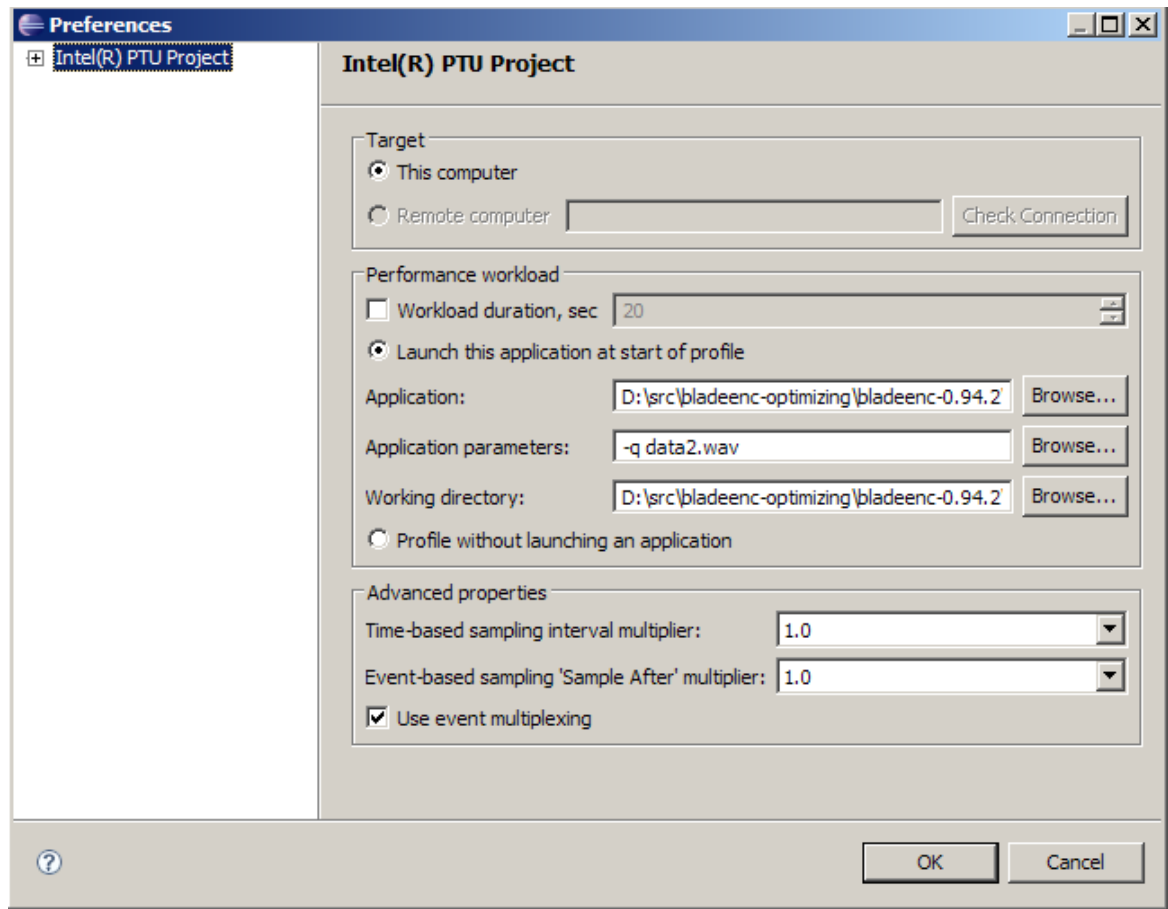 Preferences
Intel(R) PTU Project
Intel(R) PTU Project
Target
This computer
Remote computer Check Connection
Performance workload
Workload duration, sec 20
Launch this application at start of profile
Application: D:\src\bladeenc-optimizing\bladeenc-0.94.2\ Browse...
Application parameters: -q data2.wav Browse...
Working directory: D:\src\bladeenc-optimizing\bladeenc-0.94.2\ Browse...
Profile without launching an application
Advanced properties
Time-based sampling interval multiplier: 1.0
Event-based sampling 'Sample After' multiplier: 1.0
Use event multiplexing
? OK Cancel